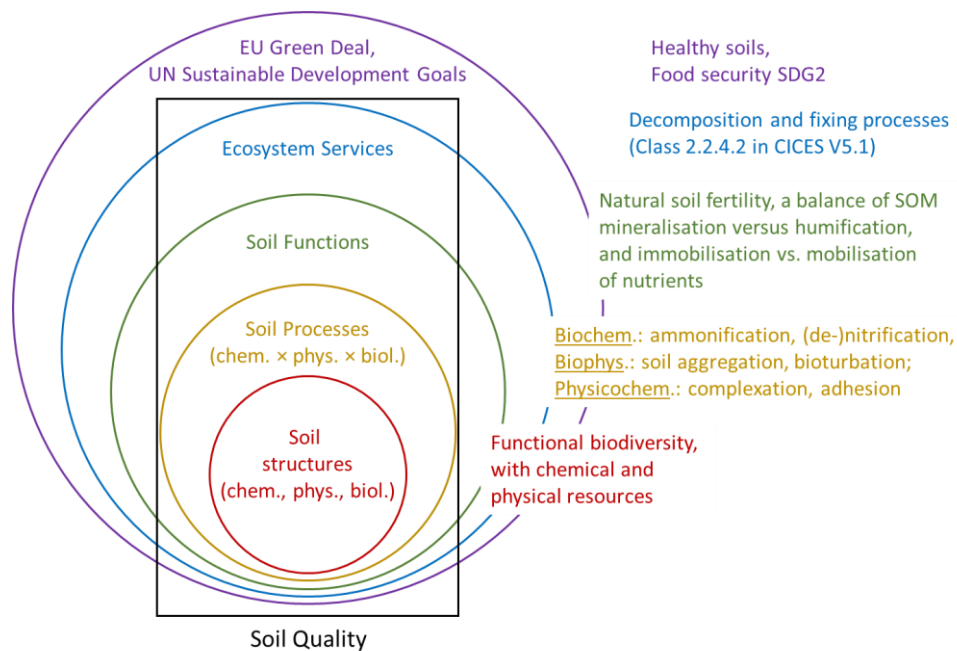 EU Green Deal,
UN Sustainable Development Goals
Healthy soils,
Food security SDG2
Ecosystem Services
Decomposition and fixing processes
(Class 2.2.4.2 in CICES V5.1)
Soil Functions
Natural soil fertility, a balance of SOM
mineralisation versus humification,
and immobilisation vs. mobilisation
of nutrients
Soil Processes
(chem. × phys. × biol.)
Biochem.: ammonification, (de-)nitrification,
Biophys.: soil aggregation, bioturbation;
Physicochem.: complexation, adhesion
Soil
structures
(chem., phys., biol.)
Functional biodiversity,
with chemical and
physical resources
Soil Quality